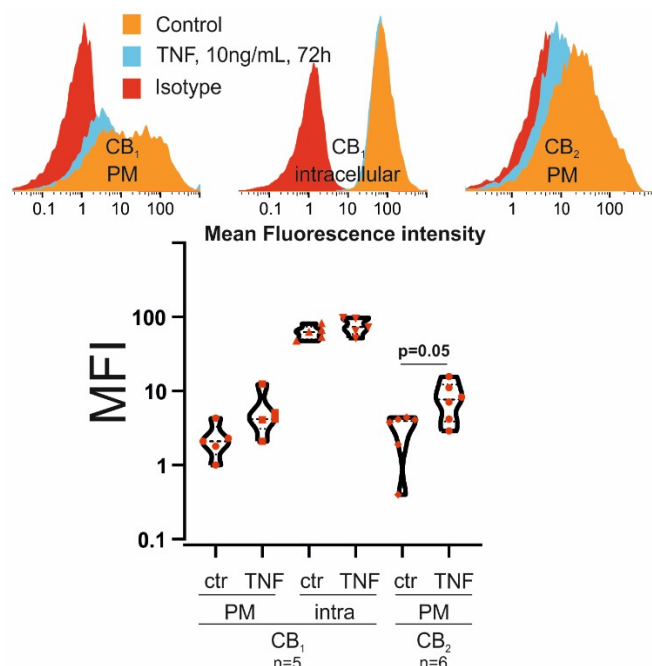 Control
TNF, 10ng/mL, 72h
Isotype
CB₁
PM
CB₁
intracellular
CB₂
PM
0.1 1 10 100
0.1 1 10 100
1 10 100
Mean Fluorescence intensity
MFI
100
10
1
0.1
p=0.05
ctr TNF ctr TNF ctr TNF
PM intra PM
CB₁ CB₂
n=5 n=6